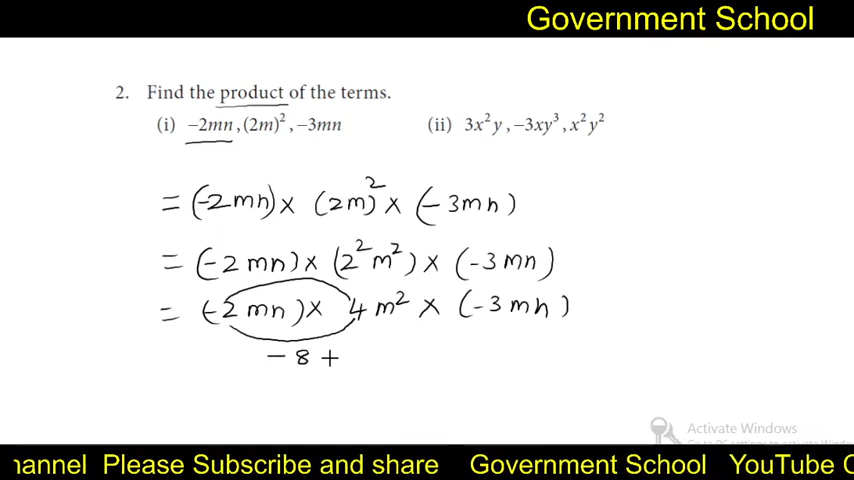 Government School
2. Find the product of the terms.
(i) −2mn, (2m)², −3mn (ii) 3x²y, −3xy³, x²y²
= (-2mn) × (2m)² × (-3mn)
= (-2mn) × (2²m²) × (-3mn)
= (-2mn) × 4m² × (-3mn)
- 8 +
Activate Windows
hannel Please Subscribe and share Government School YouTube C